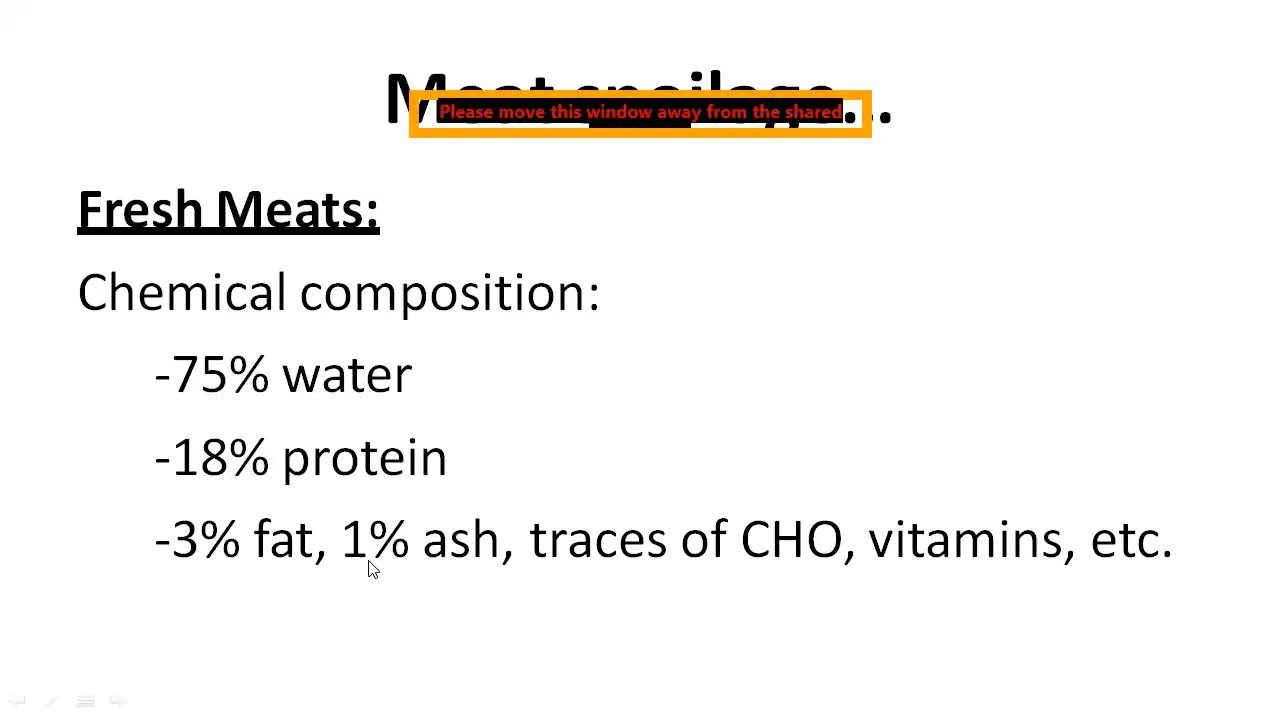 Meat spoilage...
Please move this window away from the shared
Fresh Meats:
Chemical composition:
-75% water
-18% protein
-3% fat, 1% ash, traces of CHO, vitamins, etc.